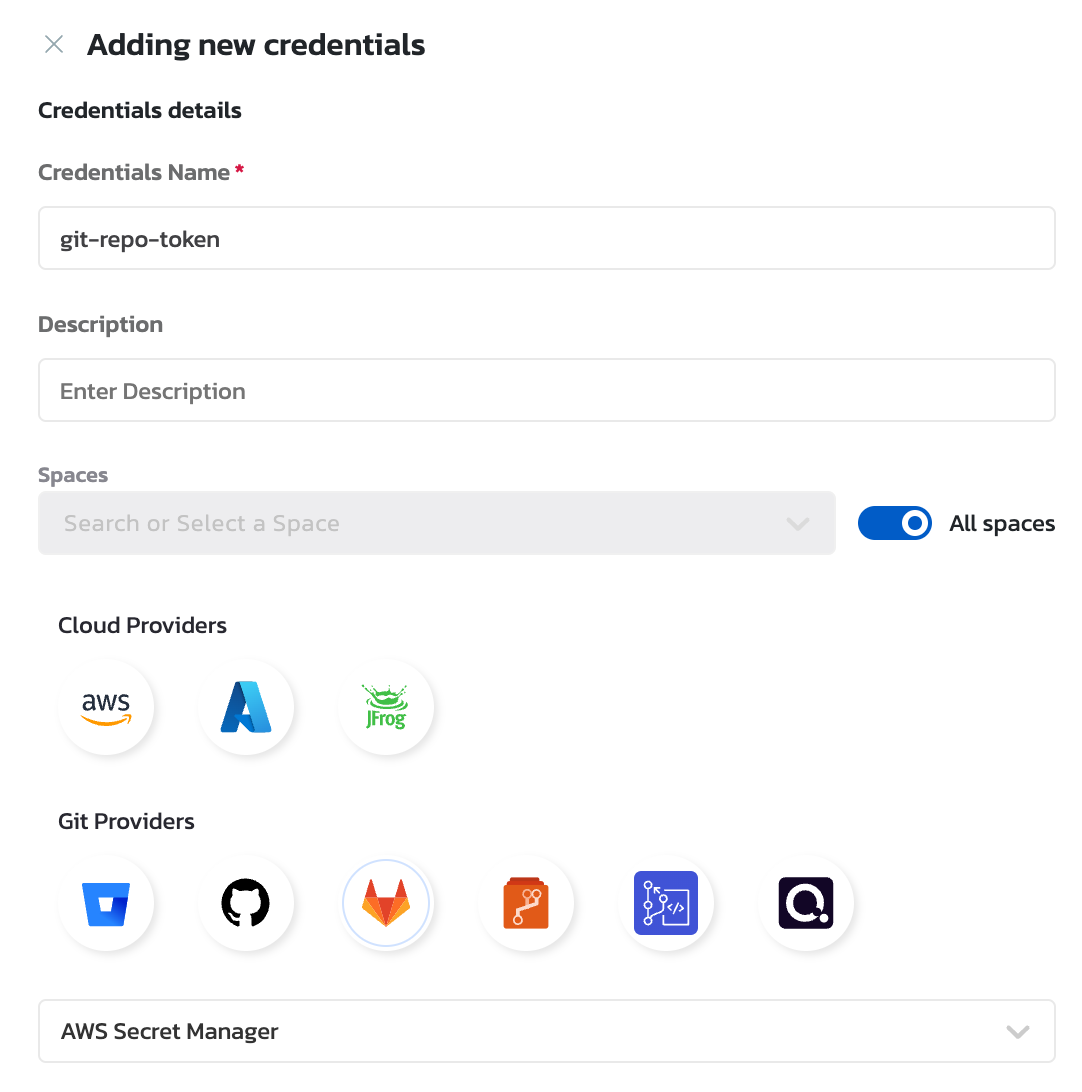 Adding new credentials
Credentials details
Credentials Name *
git-repo-token
Description
Enter Description
Spaces
Search or Select a Space
All spaces
Cloud Providers
aws
JFrog
Git Providers
AWS Secret Manager